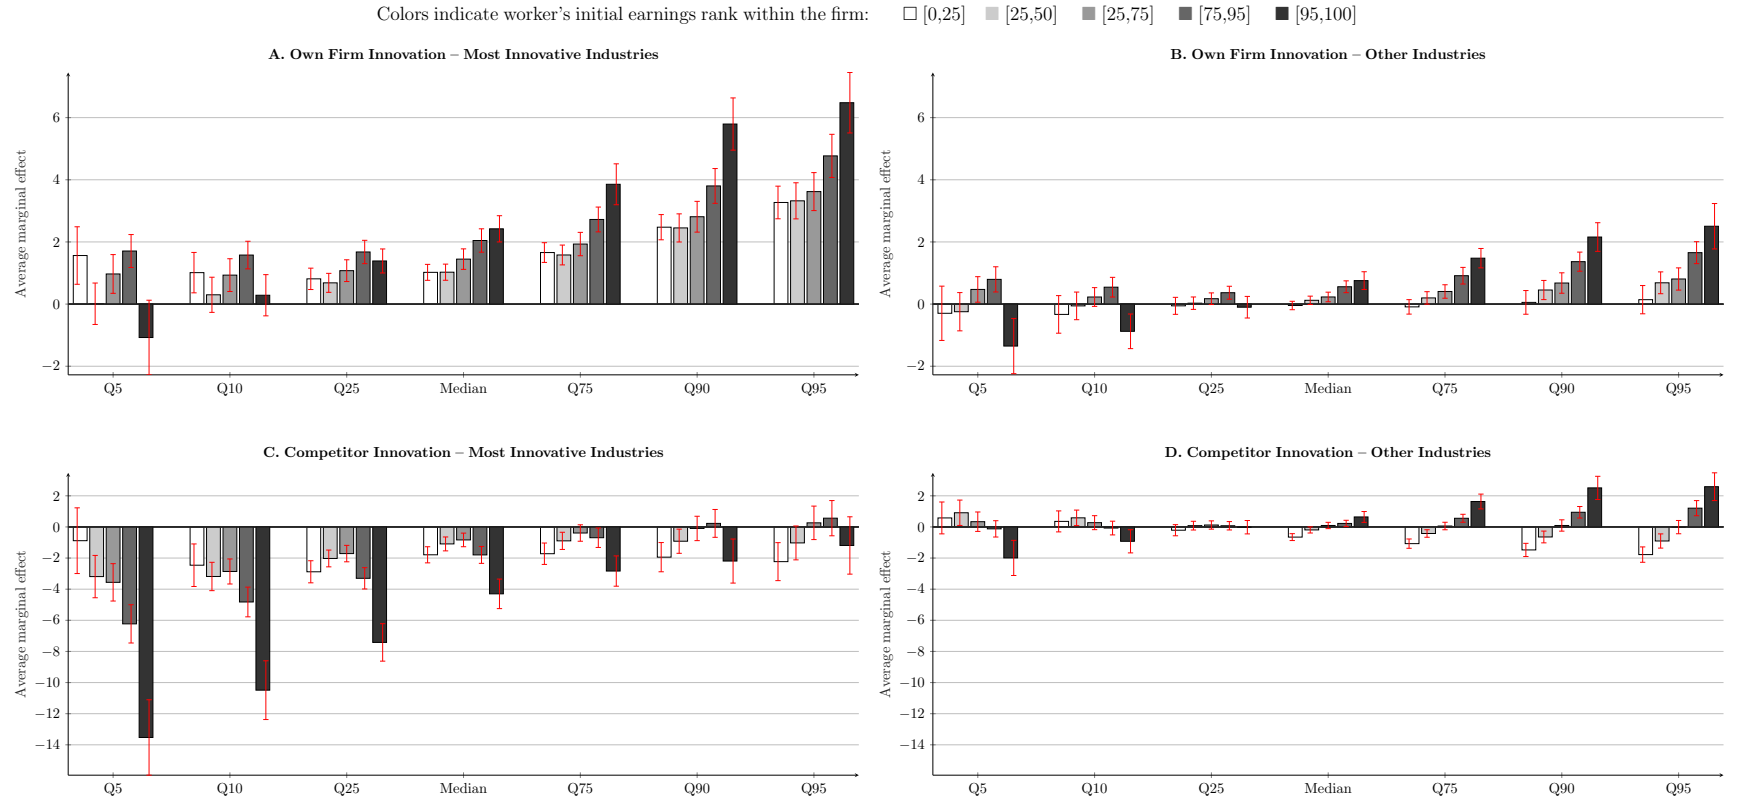 Colors indicate worker's initial earnings rank within the firm: [0,25] [25,50] [25,75] [75,95] [95,100]
A. Own Firm Innovation – Most Innovative Industries
Average marginal effect
6
4
2
0
−2
Q5 Q10 Q25 Median Q75 Q90 Q95
B. Own Firm Innovation – Other Industries
Average marginal effect
6
4
2
0
−2
Q5 Q10 Q25 Median Q75 Q90 Q95
C. Competitor Innovation – Most Innovative Industries
Average marginal effect
2
0
−2
−4
−6
−8
−10
−12
−14
Q5 Q10 Q25 Median Q75 Q90 Q95
D. Competitor Innovation – Other Industries
Average marginal effect
2
0
−2
−4
−6
−8
−10
−12
−14
Q5 Q10 Q25 Median Q75 Q90 Q95